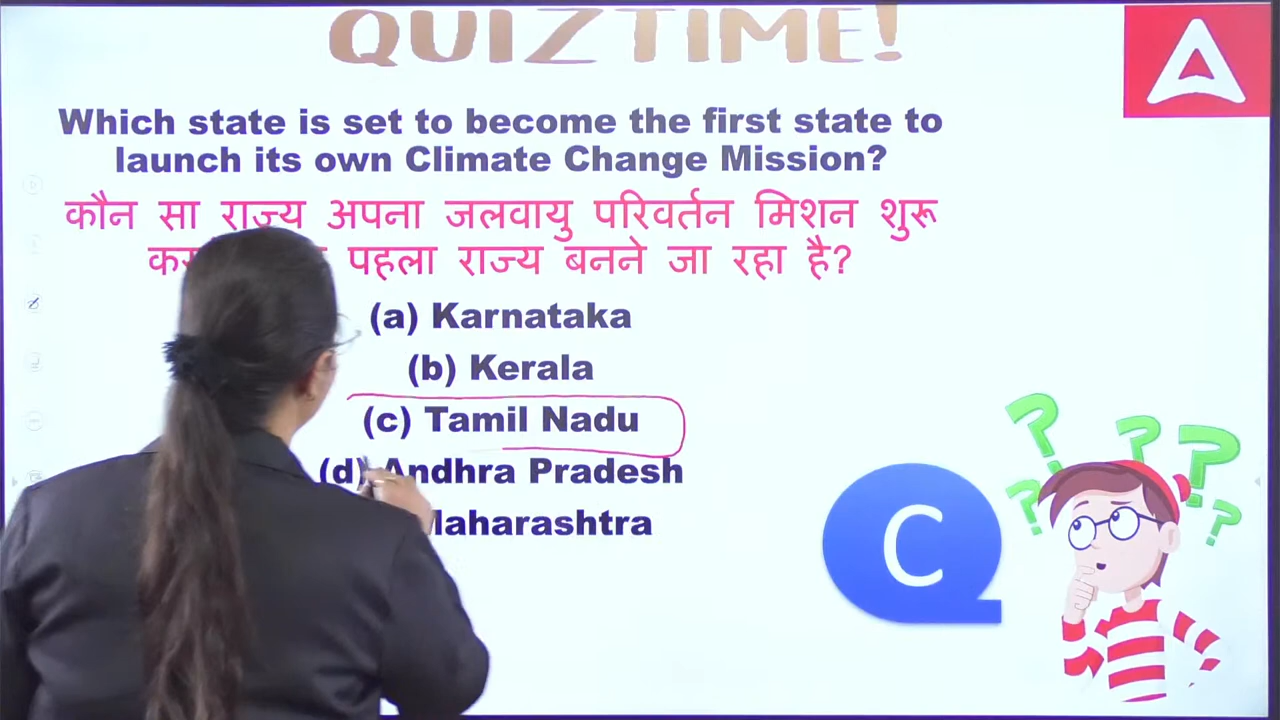 QUIZTIME!
Which state is set to become the first state to
launch its own Climate Change Mission?
कौन सा राज्य अपना जलवायु परिवर्तन मिशन शुरू
पहला राज्य बनने जा रहा है?
(a) Karnataka
(b) Kerala
(c) Tamil Nadu
(d) Andhra Pradesh
Maharashtra
C